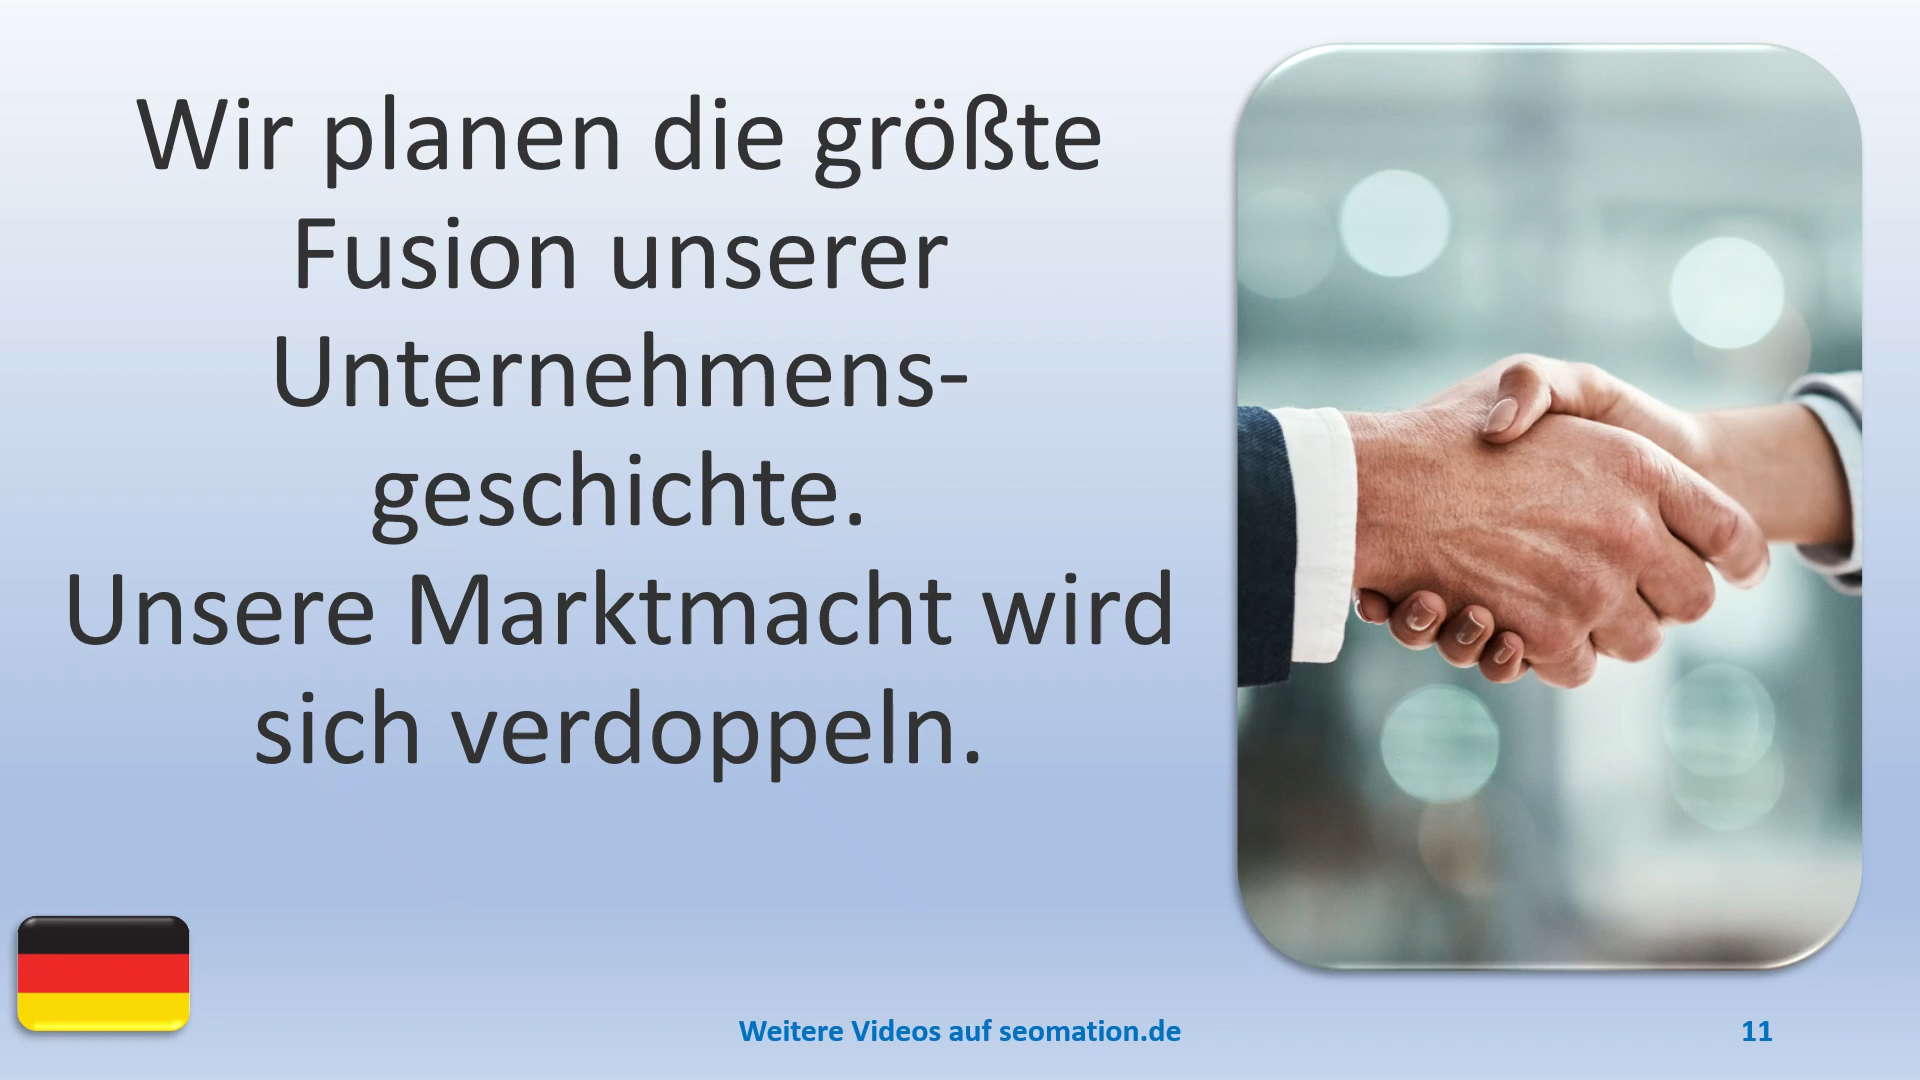 Wir planen die größte
Fusion unserer
Unternehmens-
geschichte.
Unsere Marktmacht wird
sich verdoppeln.
Weitere Videos auf seomation.de
11